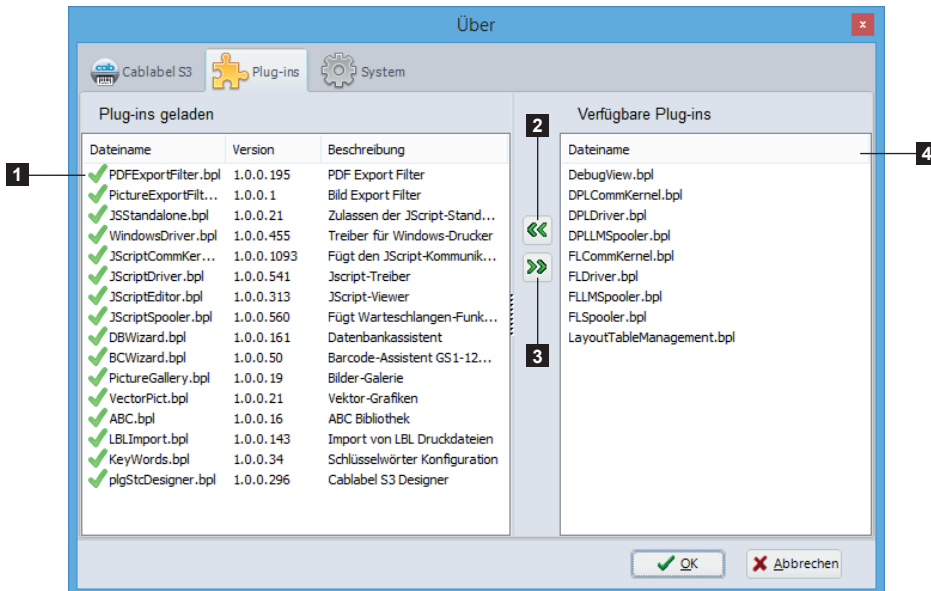 Über
x
cab
Cablabel S3 Plug-ins System
Plug-ins geladen
Dateiname Version Beschreibung
PDFExportFilter.bpl 1.0.0.195 PDF Export Filter
PictureExportFilt... 1.0.0.1 Bild Export Filter
JSStandalone.bpl 1.0.0.21 Zulassen der JScript-Stand...
WindowsDriver.bpl 1.0.0.455 Treiber für Windows-Drucker
JScriptCommKer... 1.0.0.1093 Fügt den JScript-Kommunik...
JScriptDriver.bpl 1.0.0.541 Jscript-Treiber
JScriptEditor.bpl 1.0.0.313 JScript-Viewer
JScriptSpooler.bpl 1.0.0.560 Fügt Warteschlangen-Funk...
DBWizard.bpl 1.0.0.161 Datenbankassistent
BCWizard.bpl 1.0.0.50 Barcode-Assistent GS1-12...
PictureGallery.bpl 1.0.0.19 Bilder-Galerie
VectorPict.bpl 1.0.0.21 Vektor-Grafiken
ABC.bpl 1.0.0.16 ABC Bibliothek
LBLImport.bpl 1.0.0.143 Import von LBL Druckdateien
KeyWords.bpl 1.0.0.34 Schlüsselwörter Konfiguration
plgStcDesigner.bpl 1.0.0.296 Cablabel S3 Designer
1
2
3
Verfügbare Plug-ins
Dateiname
DebugView.bpl
DPLCommKernel.bpl
DPLDriver.bpl
DPLLMSpooler.bpl
FLCommKernel.bpl
FLDriver.bpl
FLLMSpooler.bpl
FLSpooler.bpl
LayoutTableManagement.bpl
4
OK Abbrechen